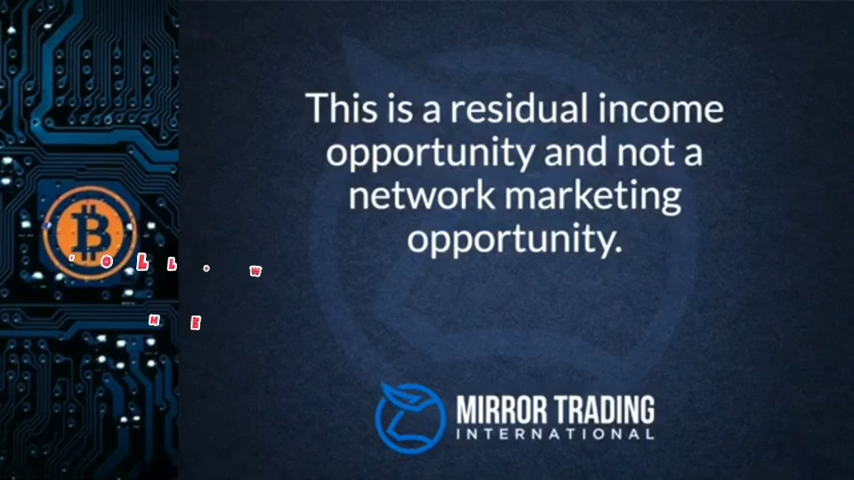 This is a residual income
opportunity and not a
network marketing
opportunity.
O L L O W
M E
MIRROR TRADING
INTERNATIONAL